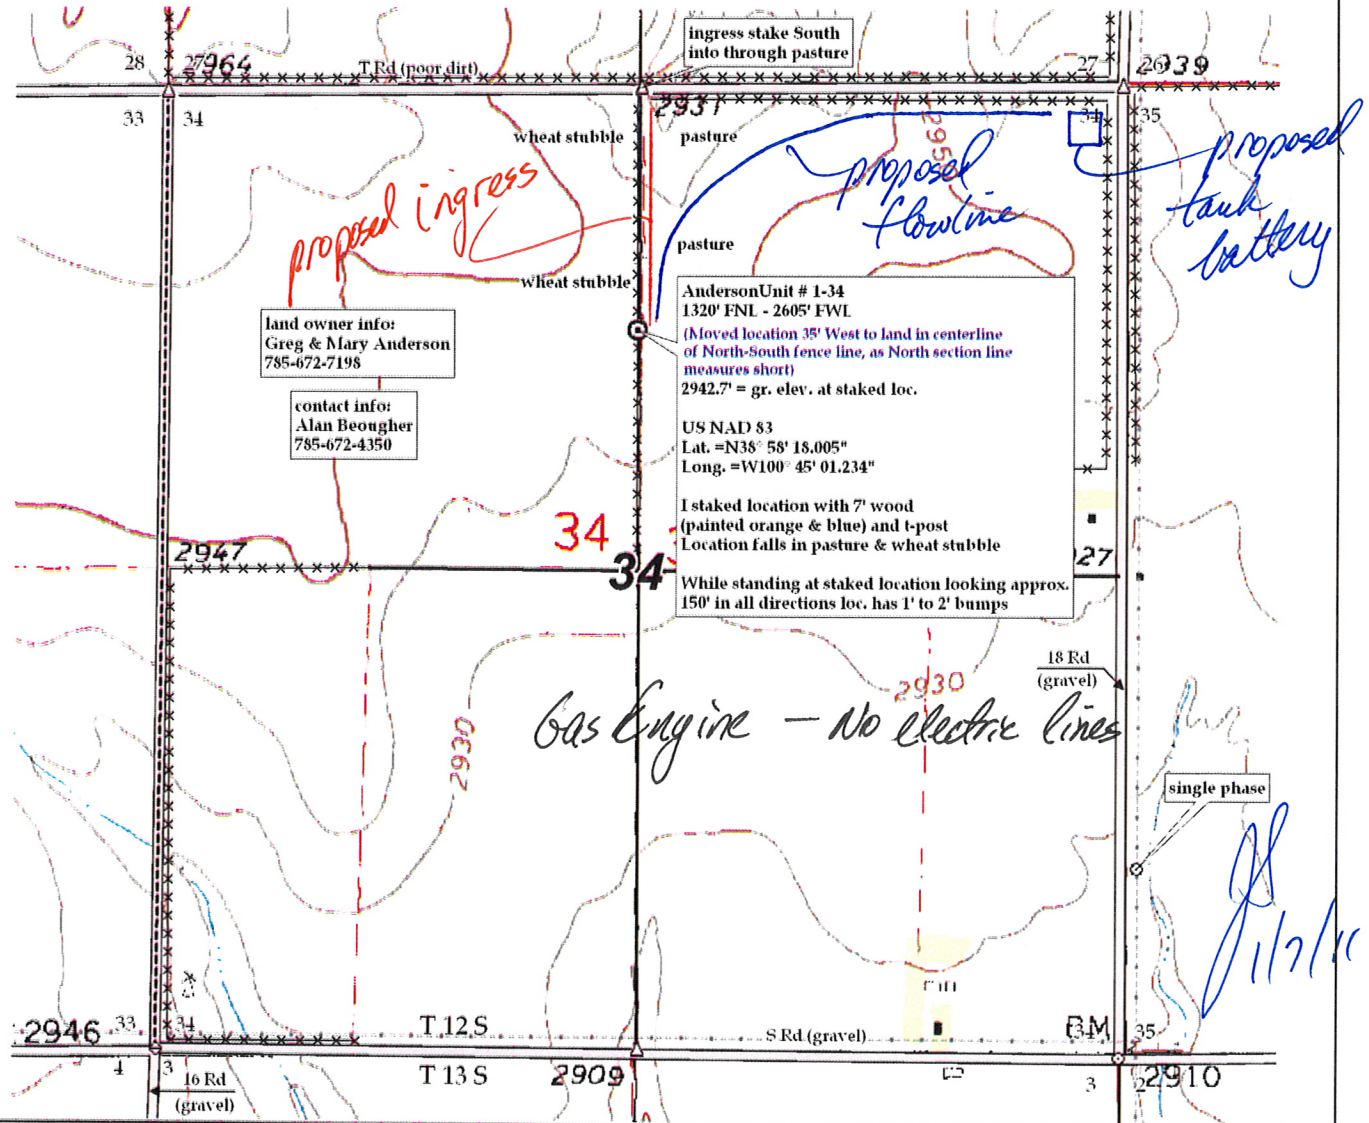 ingress stake South
into through pasture
28
27
2964
T Rd (poor dirt)
27
26
2939
33
34
2931
34
35
wheat stubble
pasture
2950
proposed
tank
battery
proposed ingress
proposed
flowline
pasture
wheat stubble
AndersonUnit # 1-34
1320' FNL - 2605' FWL
(Moved location 35' West to land in centerline
of North-South fence line, as North section line
measures short)
2942.7' = gr. elev. at staked loc.
US NAD 83
Lat. =N38° 58' 18.005"
Long. =W100° 45' 01.234"
I staked location with 7' wood
(painted orange & blue) and t-post
Location falls in pasture & wheat stubble
While standing at staked location looking approx.
150' in all directions loc. has 1' to 2' bumps
land owner info:
Greg & Mary Anderson
785-672-7198
contact info:
Alan Beougher
785-672-4350
34
2947
34
27
18 Rd
(gravel)
2930
2930
Gas Engine — No electric lines
single phase
JS
2946
33
34
T 12 S
S Rd (gravel)
BM
35
4
3
16 Rd
(gravel)
T 13 S
2909
3
2
2910